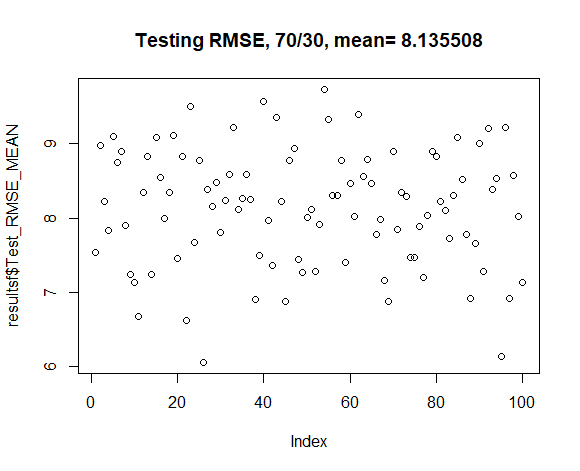 Testing RMSE, 70/30, mean= 8.135508
resultsf$Test_RMSE_MEAN
9
8
7
6
0 20 40 60 80 100
Index